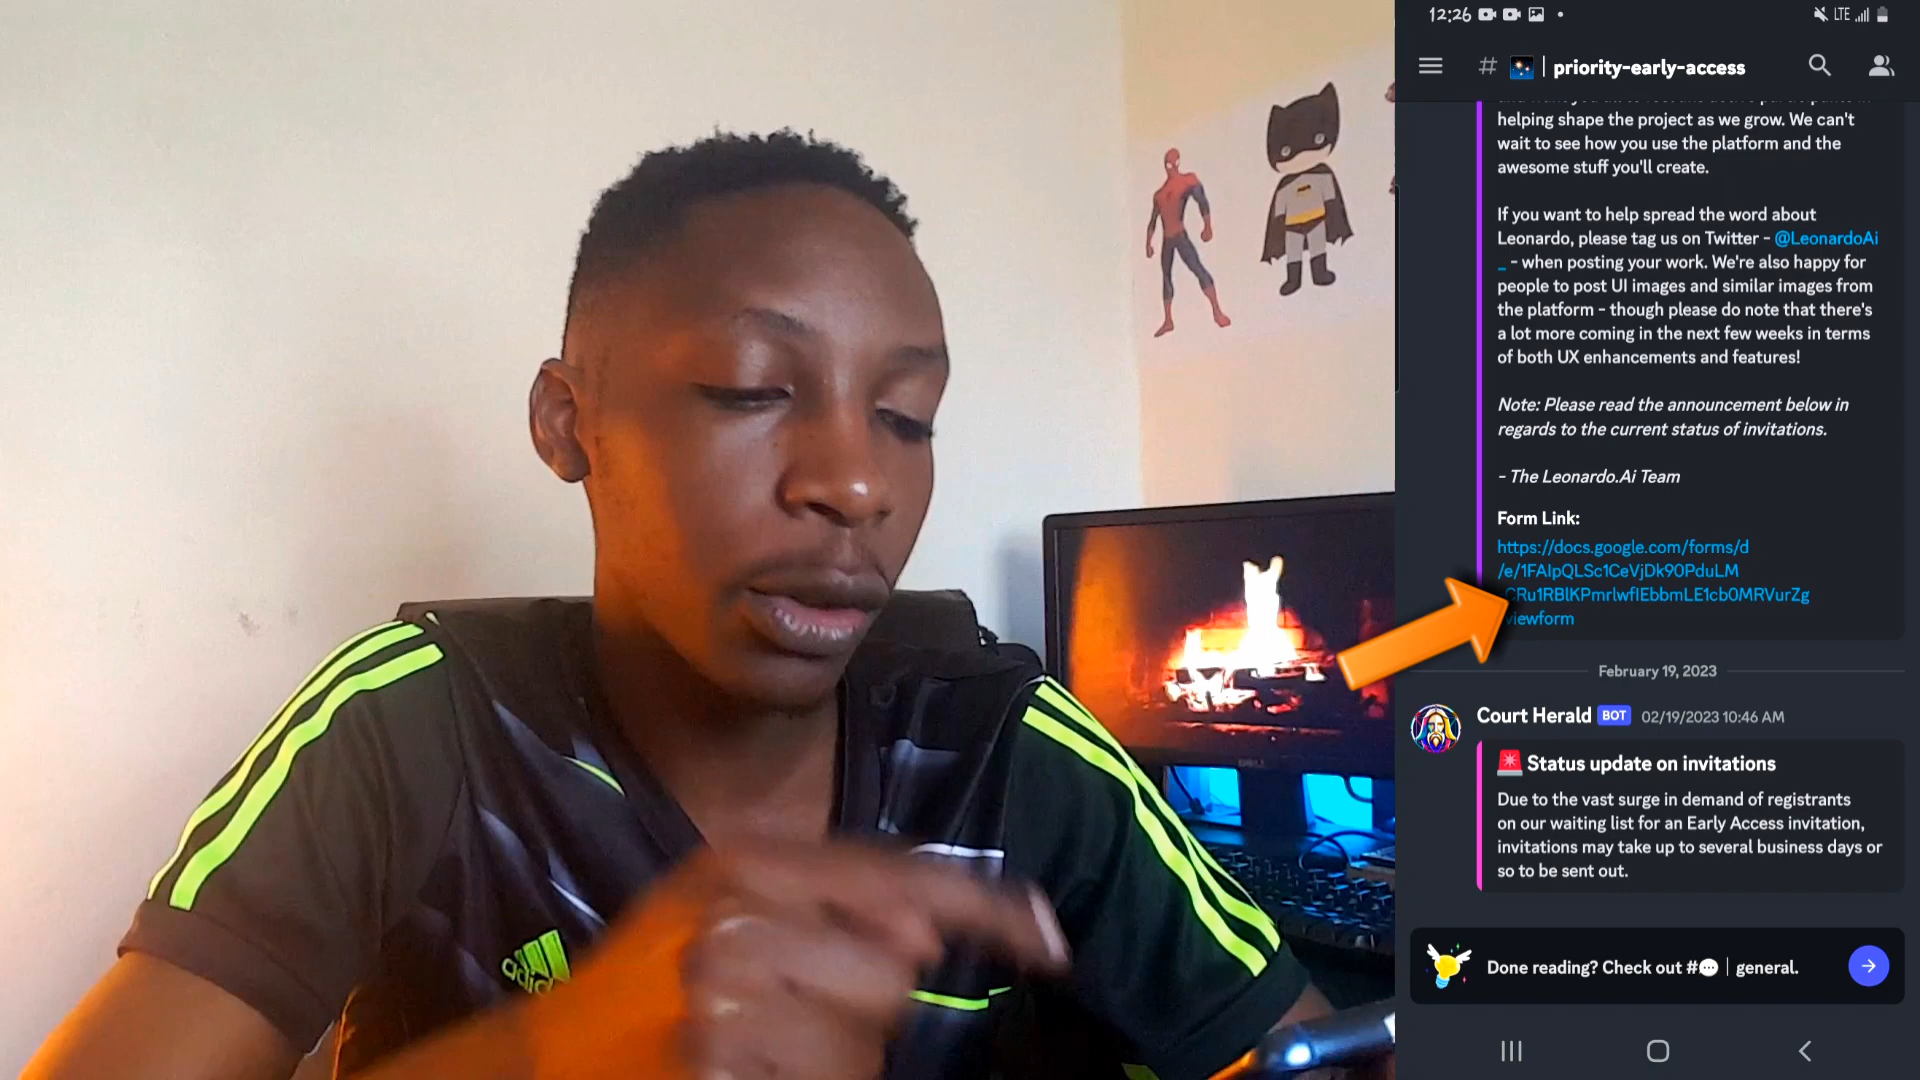 12:26
LTE
# | priority-early-access
helping shape the project as we grow. We can't
wait to see how you use the platform and the
awesome stuff you'll create.
If you want to help spread the word about
Leonardo, please tag us on Twitter - @LeonardoAi
_ - when posting your work. We're also happy for
people to post UI images and similar images from
the platform - though please do note that there's
a lot more coming in the next few weeks in terms
of both UX enhancements and features!
Note: Please read the announcement below in
regards to the current status of invitations.
- The Leonardo.Ai Team
Form Link:
https://docs.google.com/forms/d
/e/1FAIpQLSc1CeVjDk90PduLM
CRu1RBlKPmrlwfIEbbmLE1cb0MRVurZg
viewform
February 19, 2023
Court Herald BOT 02/19/2023 10:46 AM
Status update on invitations
Due to the vast surge in demand of registrants
on our waiting list for an Early Access invitation,
invitations may take up to several business days or
so to be sent out.
Done reading? Check out # | general.
adidas
DELL